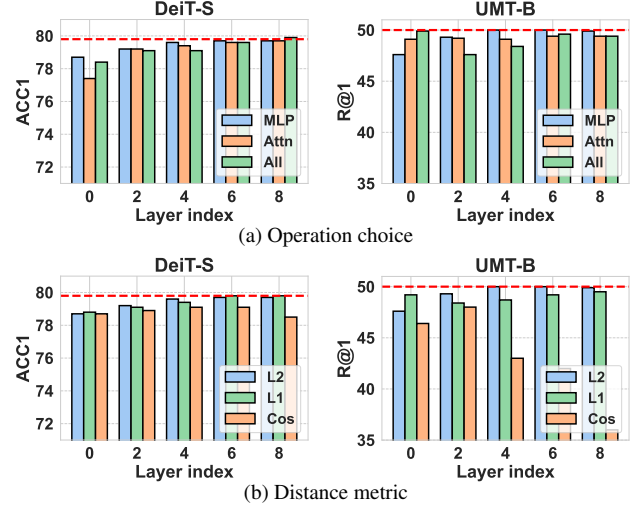 DeiT-S
UMT-B
80
78
76
74
72
ACC1
MLP
Attn
All
0 2 4 6 8
Layer index
50
45
40
35
R@1
MLP
Attn
All
0 2 4 6 8
Layer index
(a) Operation choice
DeiT-S
UMT-B
80
78
76
74
72
ACC1
L2
L1
Cos
0 2 4 6 8
Layer index
50
45
40
35
R@1
L2
L1
Cos
0 2 4 6 8
Layer index
(b) Distance metric